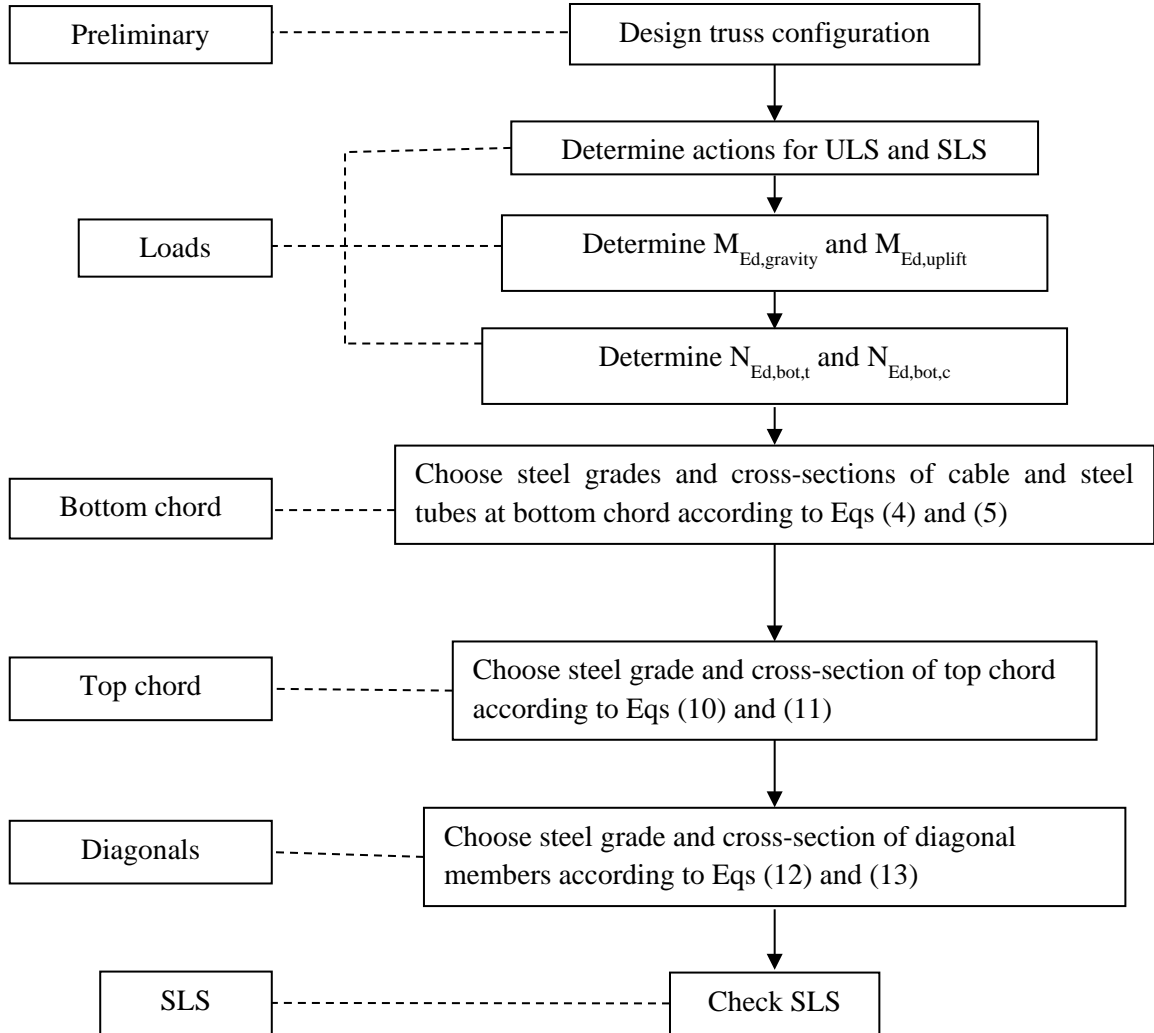 Preliminary
Design truss configuration
Determine actions for ULS and SLS
Loads
Determine M_Ed,gravity and M_Ed,uplift
Determine N_Ed,bot,t and N_Ed,bot,c
Bottom chord
Choose steel grades and cross-sections of cable and steel
tubes at bottom chord according to Eqs (4) and (5)
Top chord
Choose steel grade and cross-section of top chord
according to Eqs (10) and (11)
Diagonals
Choose steel grade and cross-section of diagonal
members according to Eqs (12) and (13)
SLS
Check SLS